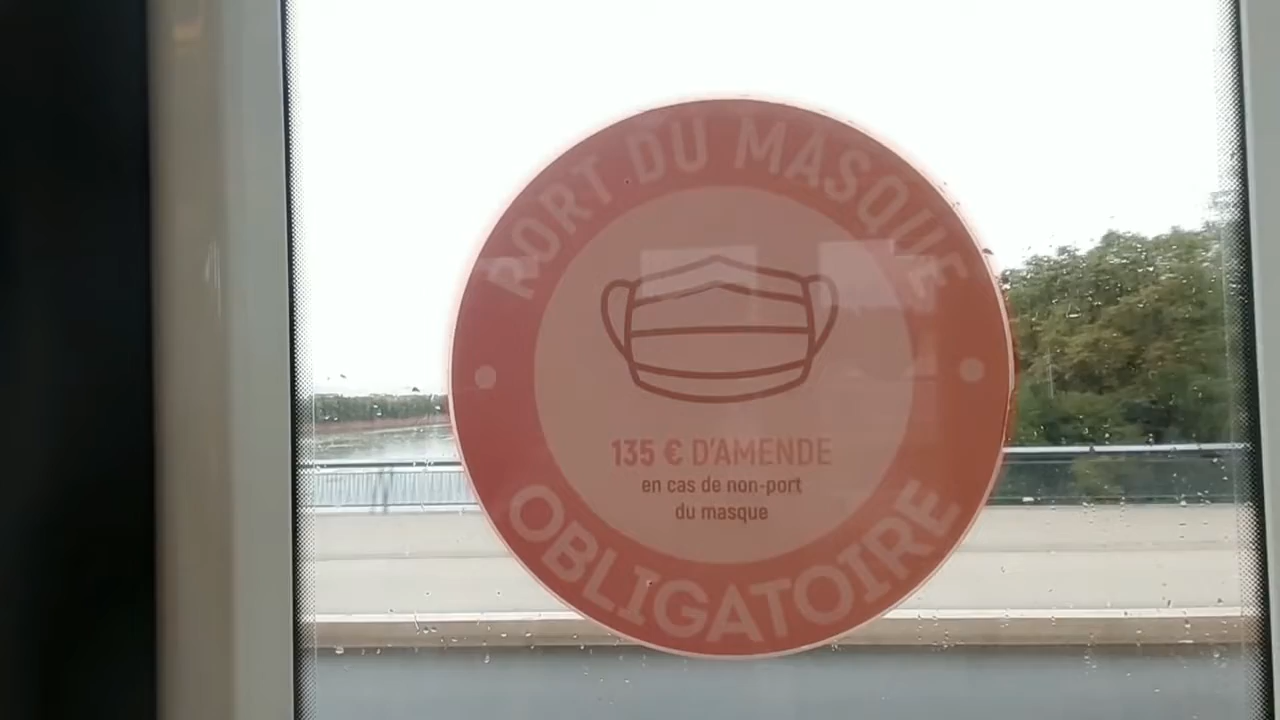 PORT DU MASQUE
135 € D'AMENDE
en cas de non-port
du masque
OBLIGATOIRE